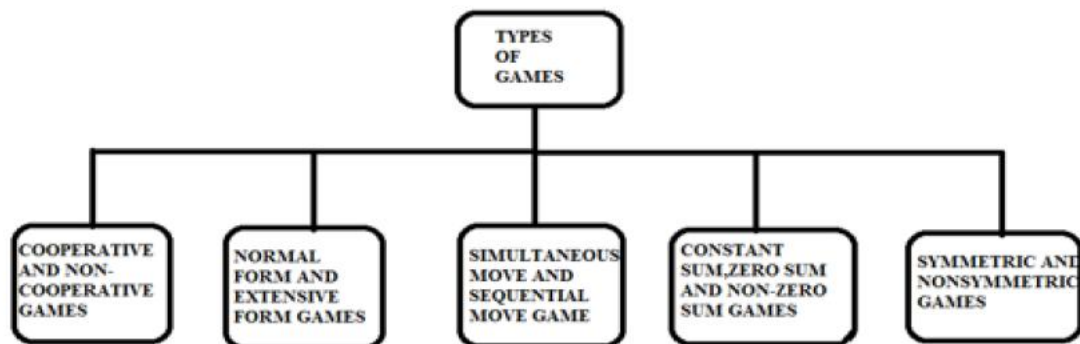 TYPES
OF
GAMES
COOPERATIVE
AND NON-
COOPERATIVE
GAMES
NORMAL
FORM AND
EXTENSIVE
FORM GAMES
SIMULTANEOUS
MOVE AND
SEQUENTIAL
MOVE GAME
CONSTANT
SUM,ZERO SUM
AND NON-ZERO
SUM GAMES
SYMMETRIC AND
NONSYMMETRIC
GAMES